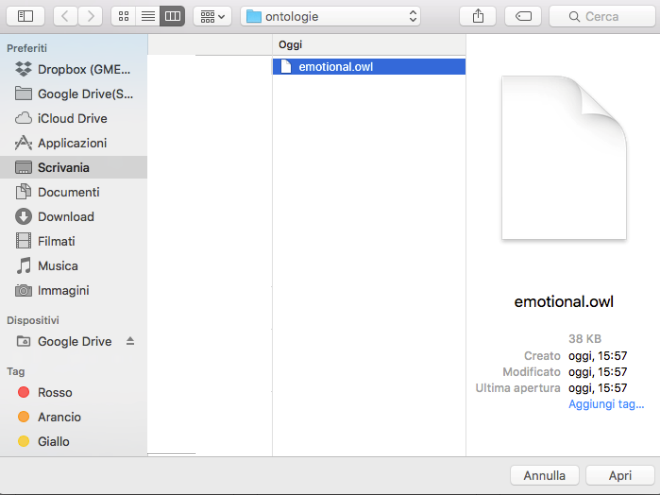 ontologie
Cerca
Preferiti
Dropbox (GME...
Google Drive(S...
iCloud Drive
Applicazioni
Scrivania
Documenti
Download
Filmati
Musica
Immagini
Dispositivi
Google Drive
Tag
Rosso
Arancio
Giallo
Oggi
emotional.owl
emotional.owl
38 KB
Creato oggi, 15:57
Modificato oggi, 15:57
Ultima apertura oggi, 15:57
Aggiungi tag...
Annulla
Apri